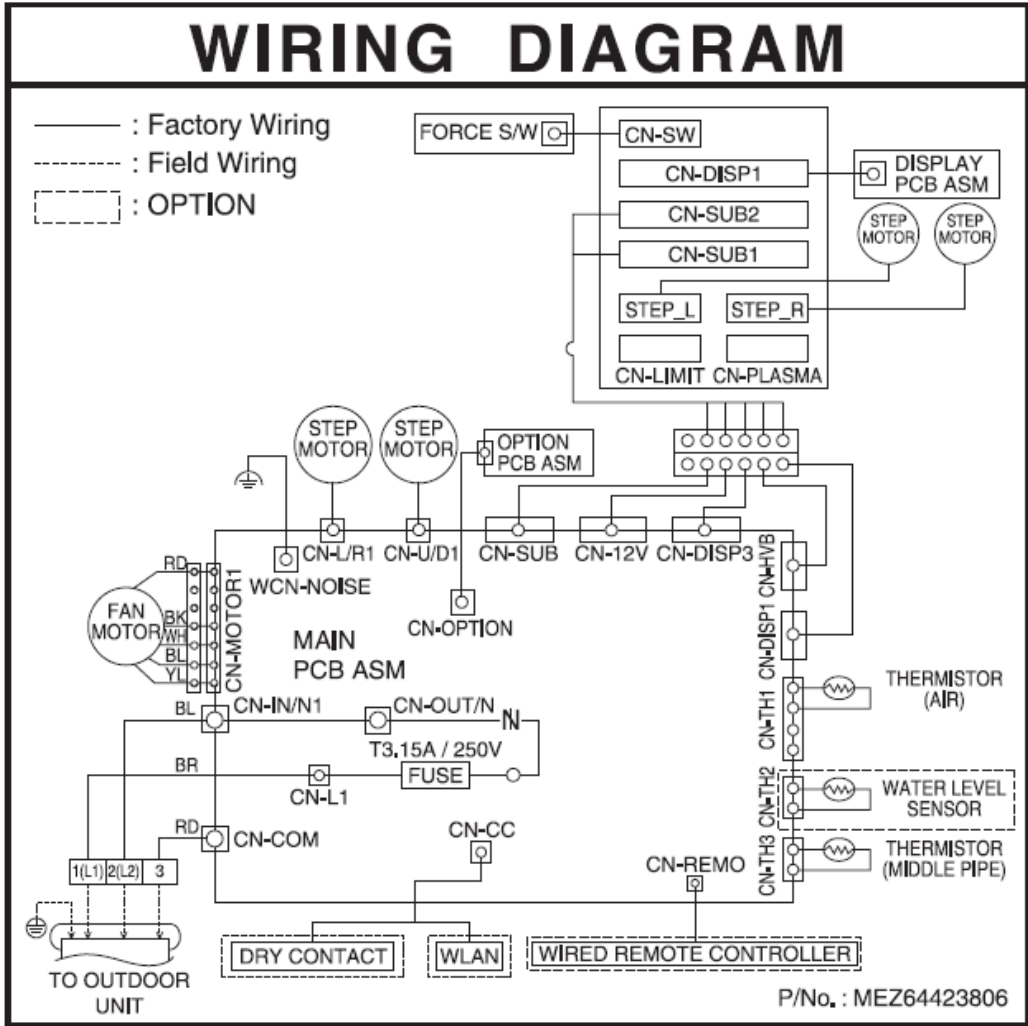 WIRING DIAGRAM
: Factory Wiring
: Field Wiring
: OPTION
FORCE S/W
CN-SW
CN-DISP1
DISPLAY
PCB ASM
CN-SUB2
CN-SUB1
STEP
MOTOR
STEP
MOTOR
STEP_L
STEP_R
CN-LIMIT
CN-PLASMA
STEP
MOTOR
STEP
MOTOR
OPTION
PCB ASM
CN-L/R1
CN-U/D1
CN-SUB
CN-12V
CN-DISP3
CN-HVB
WCN-NOISE
CN-OPTION
RD
BK
WH
BL
YL
FAN
MOTOR
CN-MOTOR1
MAIN
PCB ASM
CN-DISP1
CN-TH1
THERMISTOR
(AIR)
BL
CN-IN/N1
CN-OUT/N
N
T3.15A / 250V
FUSE
BR
CN-L1
CN-TH2
WATER LEVEL
SENSOR
RD
CN-COM
CN-CC
CN-REMO
CN-TH3
THERMISTOR
(MIDDLE PIPE)
1(L1)
2(L2)
3
TO OUTDOOR
UNIT
DRY CONTACT
WLAN
WIRED REMOTE CONTROLLER
P/No. : MEZ64423806